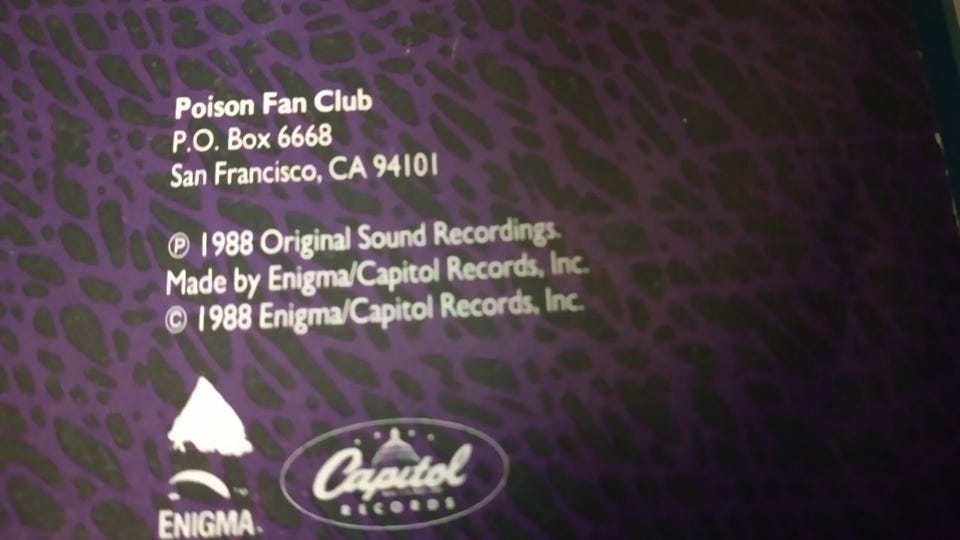 Poison Fan Club
P.O. Box 6668
San Francisco, CA 94101
℗ 1988 Original Sound Recordings.
Made by Enigma/Capitol Records, Inc.
© 1988 Enigma/Capitol Records, Inc.
ENIGMA
Capitol
RECORDS